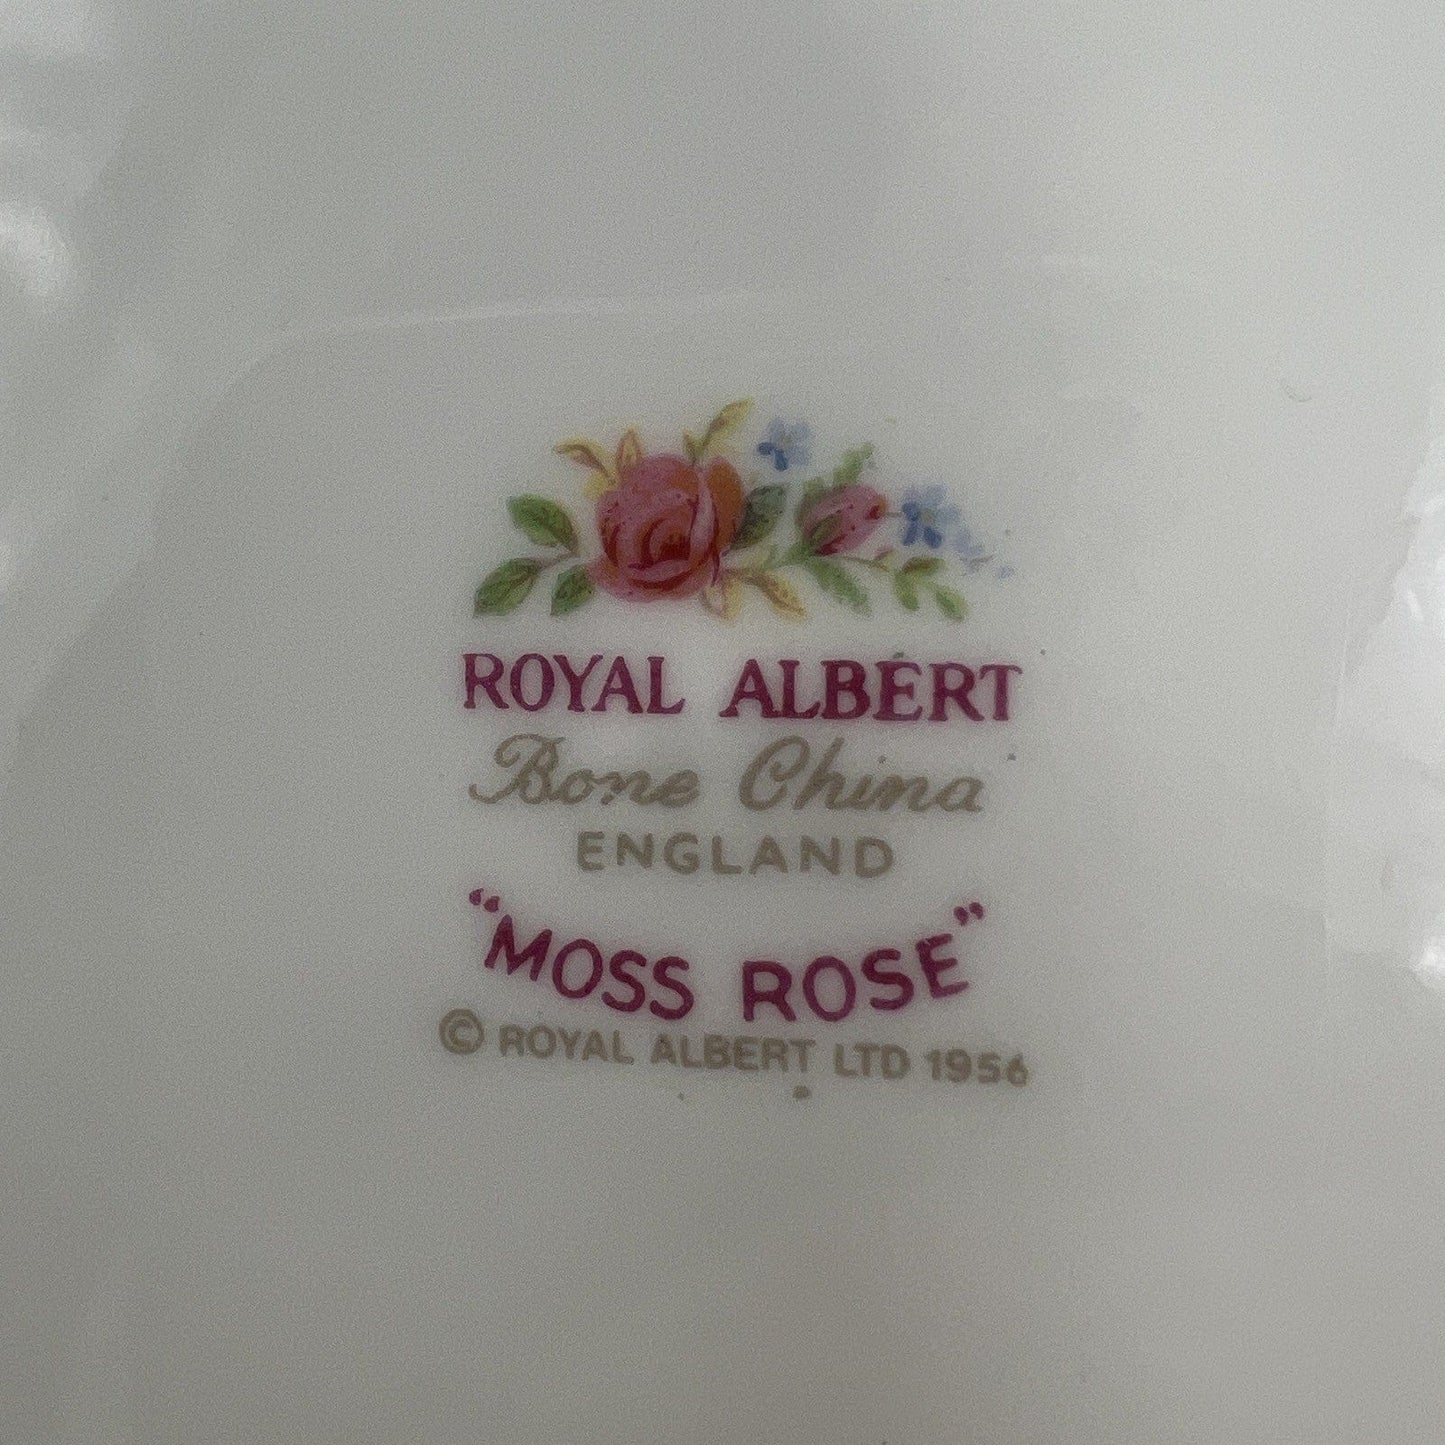 ROYAL ALBERT
Bone China
ENGLAND
"MOSS ROSE"
© ROYAL ALBERT LTD 1956